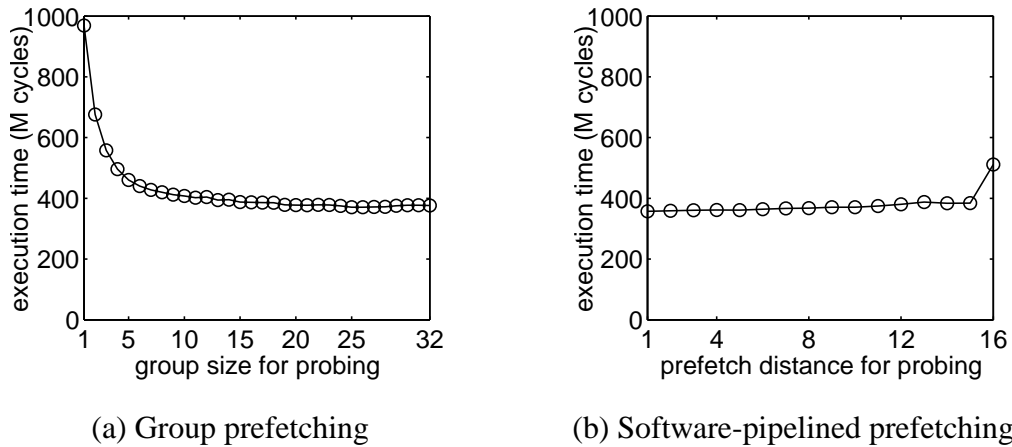 execution time (M cycles)
1000
800
600
400
200
0
1 5 10 15 20 25 32
group size for probing
(a) Group prefetching
execution time (M cycles)
1000
800
600
400
200
0
1 4 8 12 16
prefetch distance for probing
(b) Software-pipelined prefetching